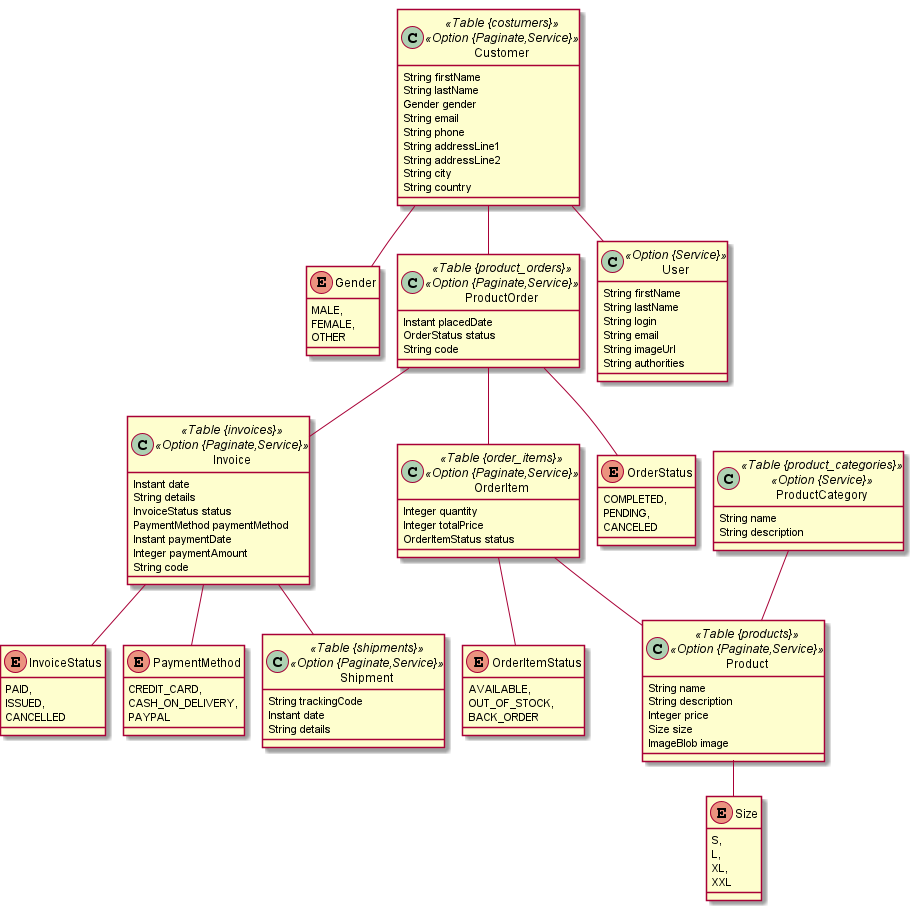 «Table {costumers}»
«Option {Paginate,Service}»
C
Customer
String firstName
String lastName
Gender gender
String email
String phone
String addressLine1
String addressLine2
String city
String country
E Gender
MALE,
FEMALE,
OTHER
«Table {product_orders}»
«Option {Paginate,Service}»
C
ProductOrder
Instant placedDate
OrderStatus status
String code
«Option {Service}»
C
User
String firstName
String lastName
String login
String email
String imageUrl
String authorities
«Table {invoices}»
«Option {Paginate,Service}»
C
Invoice
Instant date
String details
InvoiceStatus status
PaymentMethod paymentMethod
Instant paymentDate
Integer paymentAmount
String code
«Table {order_items}»
«Option {Paginate,Service}»
C
OrderItem
Integer quantity
Integer totalPrice
OrderItemStatus status
E OrderStatus
COMPLETED,
PENDING,
CANCELED
«Table {product_categories}»
«Option {Service}»
C
ProductCategory
String name
String description
E InvoiceStatus
PAID,
ISSUED,
CANCELLED
E PaymentMethod
CREDIT_CARD,
CASH_ON_DELIVERY,
PAYPAL
«Table {shipments}»
«Option {Paginate,Service}»
C
Shipment
String trackingCode
Instant date
String details
E OrderItemStatus
AVAILABLE,
OUT_OF_STOCK,
BACK_ORDER
«Table {products}»
«Option {Paginate,Service}»
C
Product
String name
String description
Integer price
Size size
ImageBlob image
E Size
S,
L,
XL,
XXL